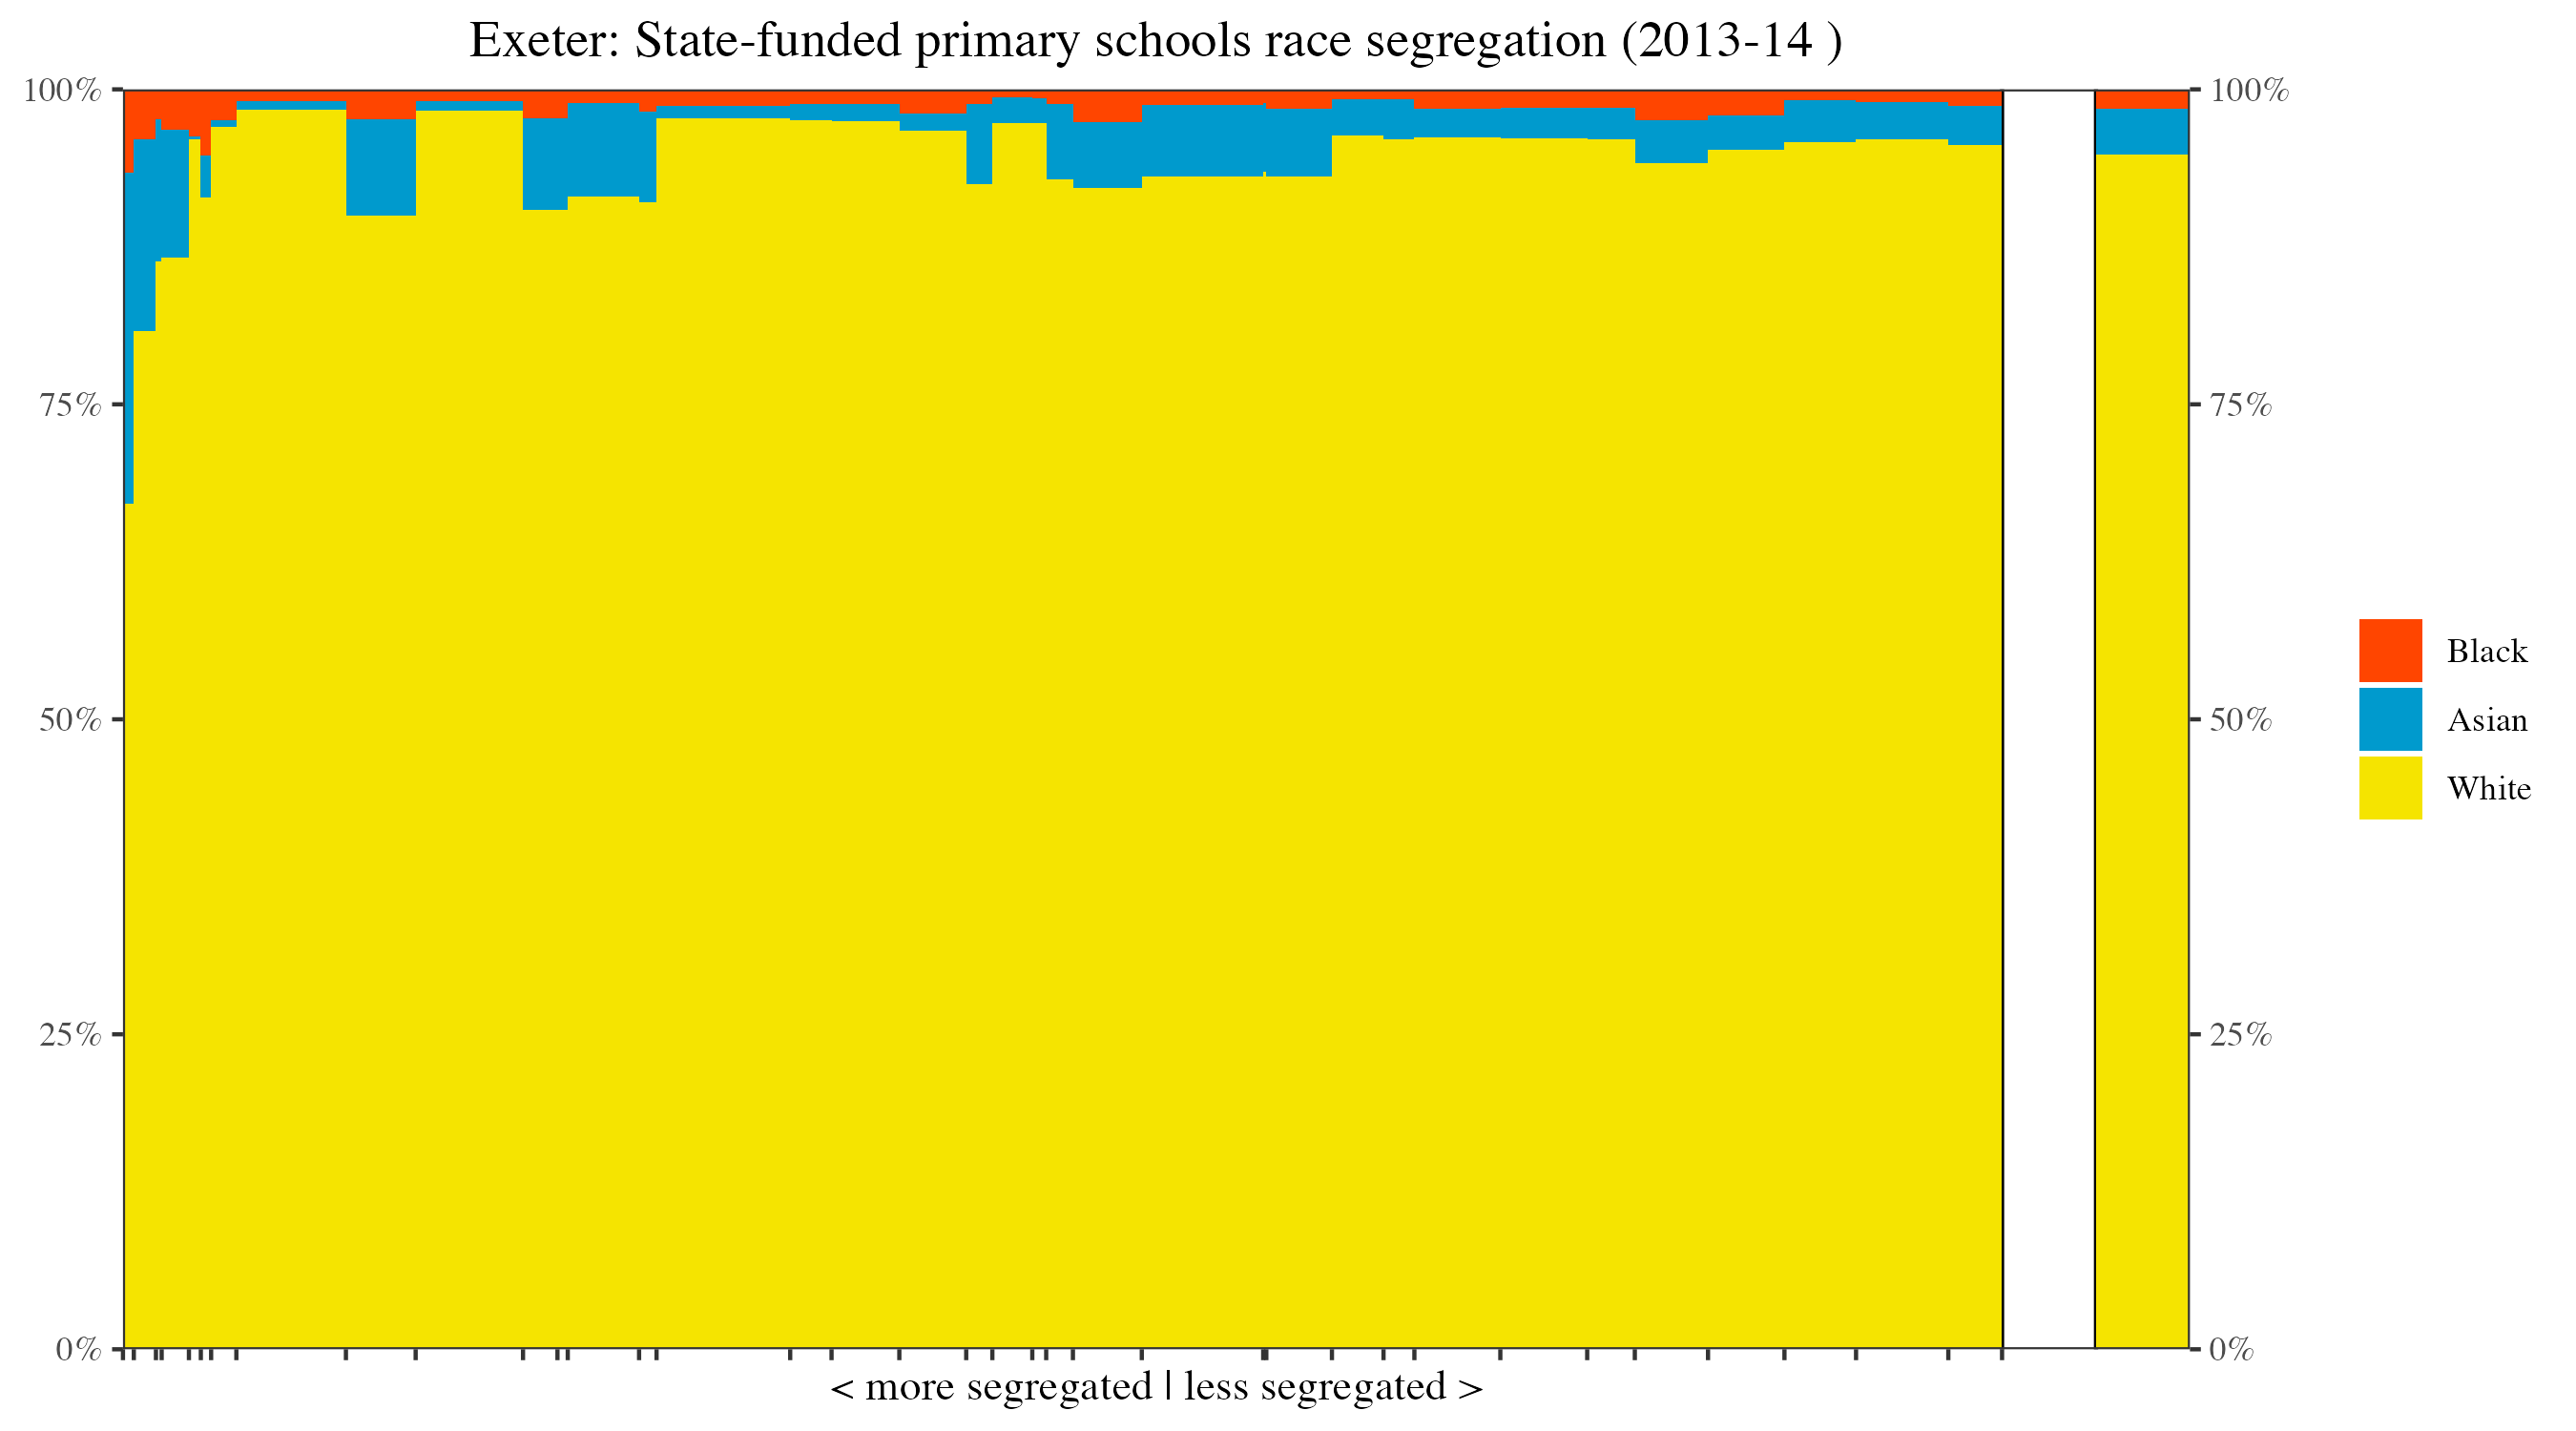 Exeter: State-funded primary schools race segregation (2013-14 )
100%
75%
50%
25%
0%
100%
75%
50%
25%
0%
Black
Asian
White
< more segregated | less segregated >